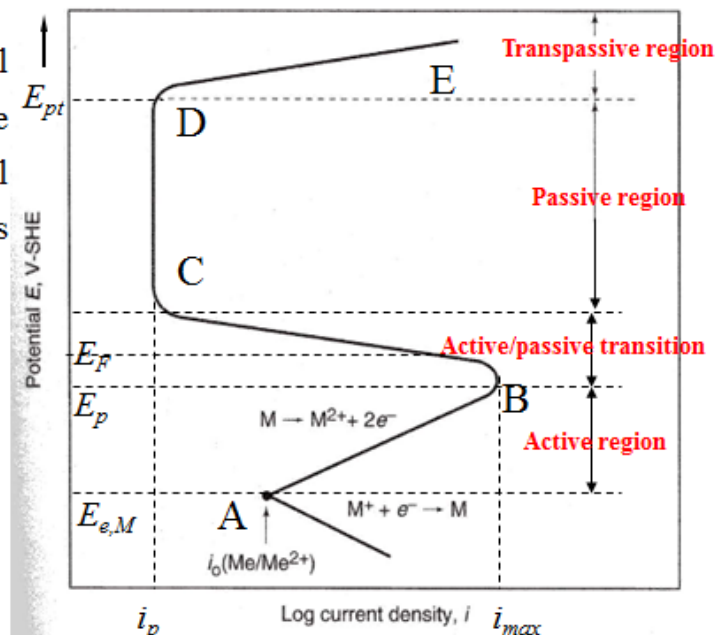 l
e
l
s
Transpassive region
E_pt
E
D
Passive region
C
Potential E, V-SHE
Active/passive transition
E_F
E_p
B
M → M²⁺ + 2e⁻
Active region
A
M⁺ + e⁻ → M
E_e,M
i₀(Me/Me²⁺)
i_p
Log current density, i
i_max